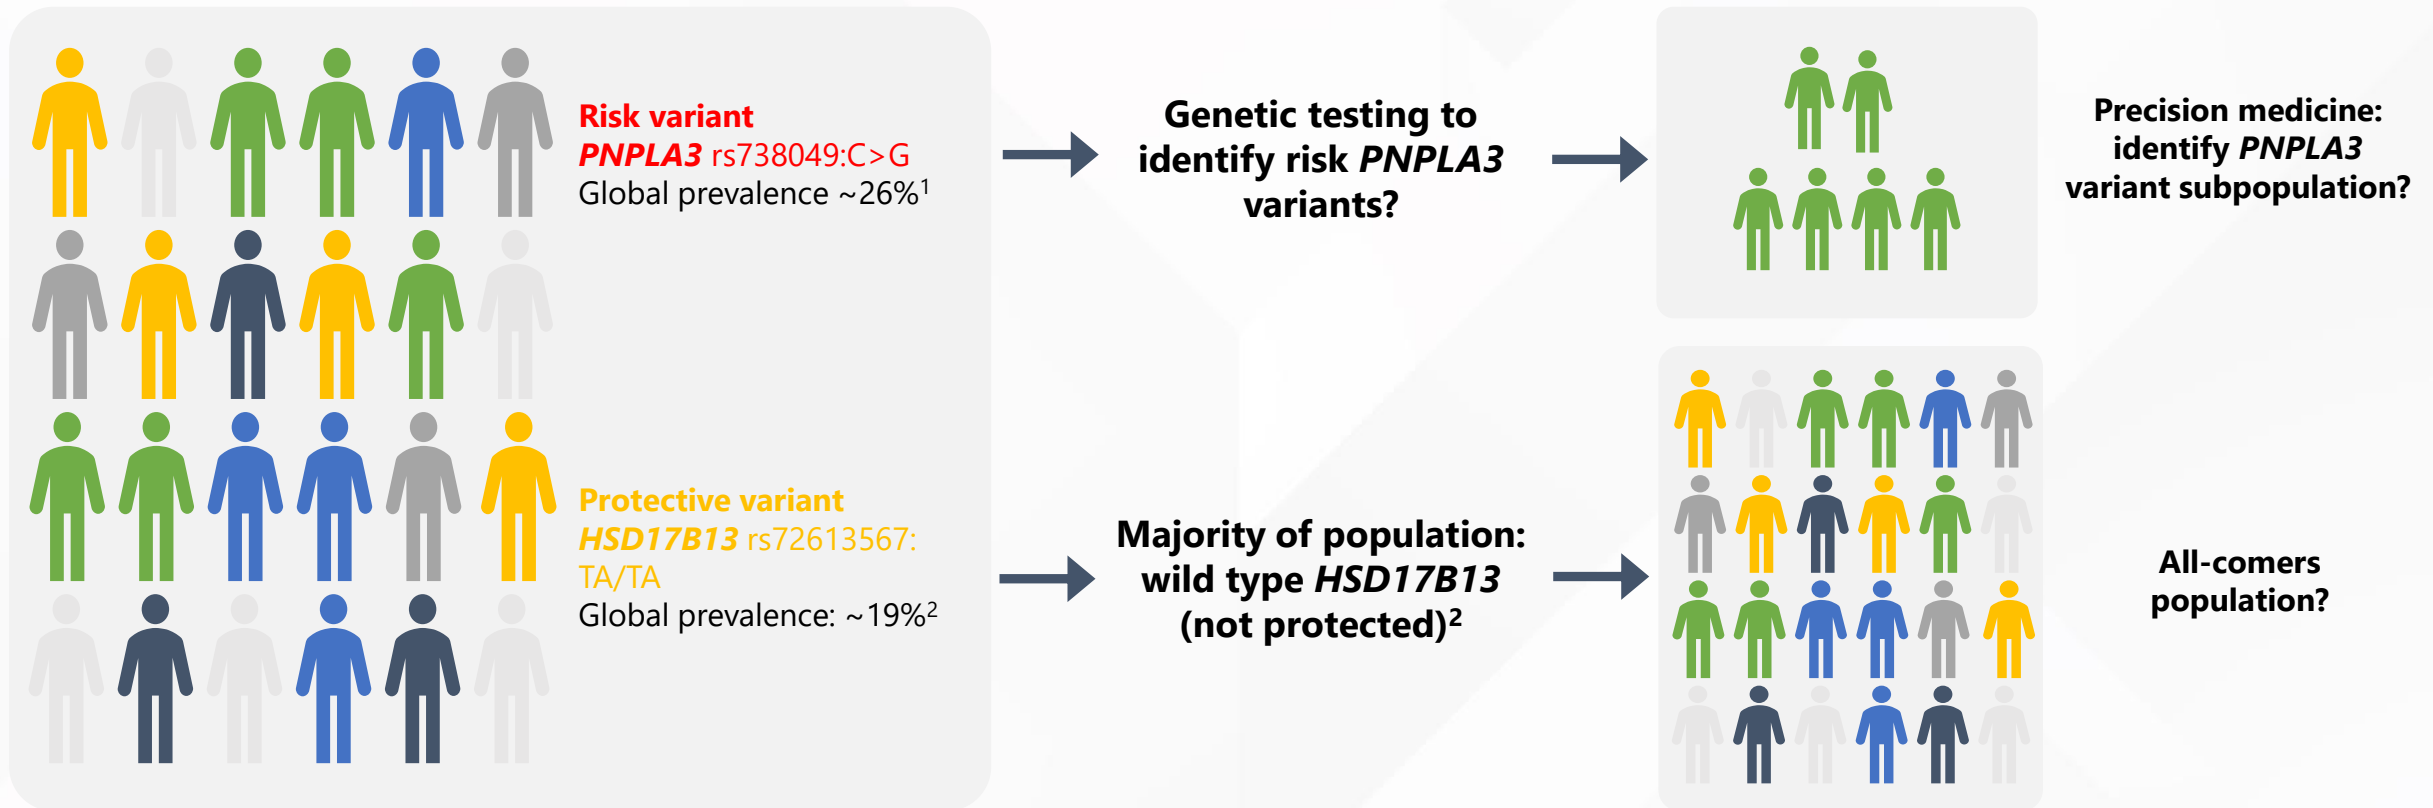 Risk variant
PNPLA3 rs738049:C>G
Global prevalence ~26%1
Protective variant
HSD17B13 rs72613567:
TA/TA
Global prevalence: ~19%2
Genetic testing to
identify risk PNPLA3
variants?
Majority of population:
wild type HSD17B13
(not protected)2
Precision medicine:
identify PNPLA3
variant subpopulation?
All-comers
population?